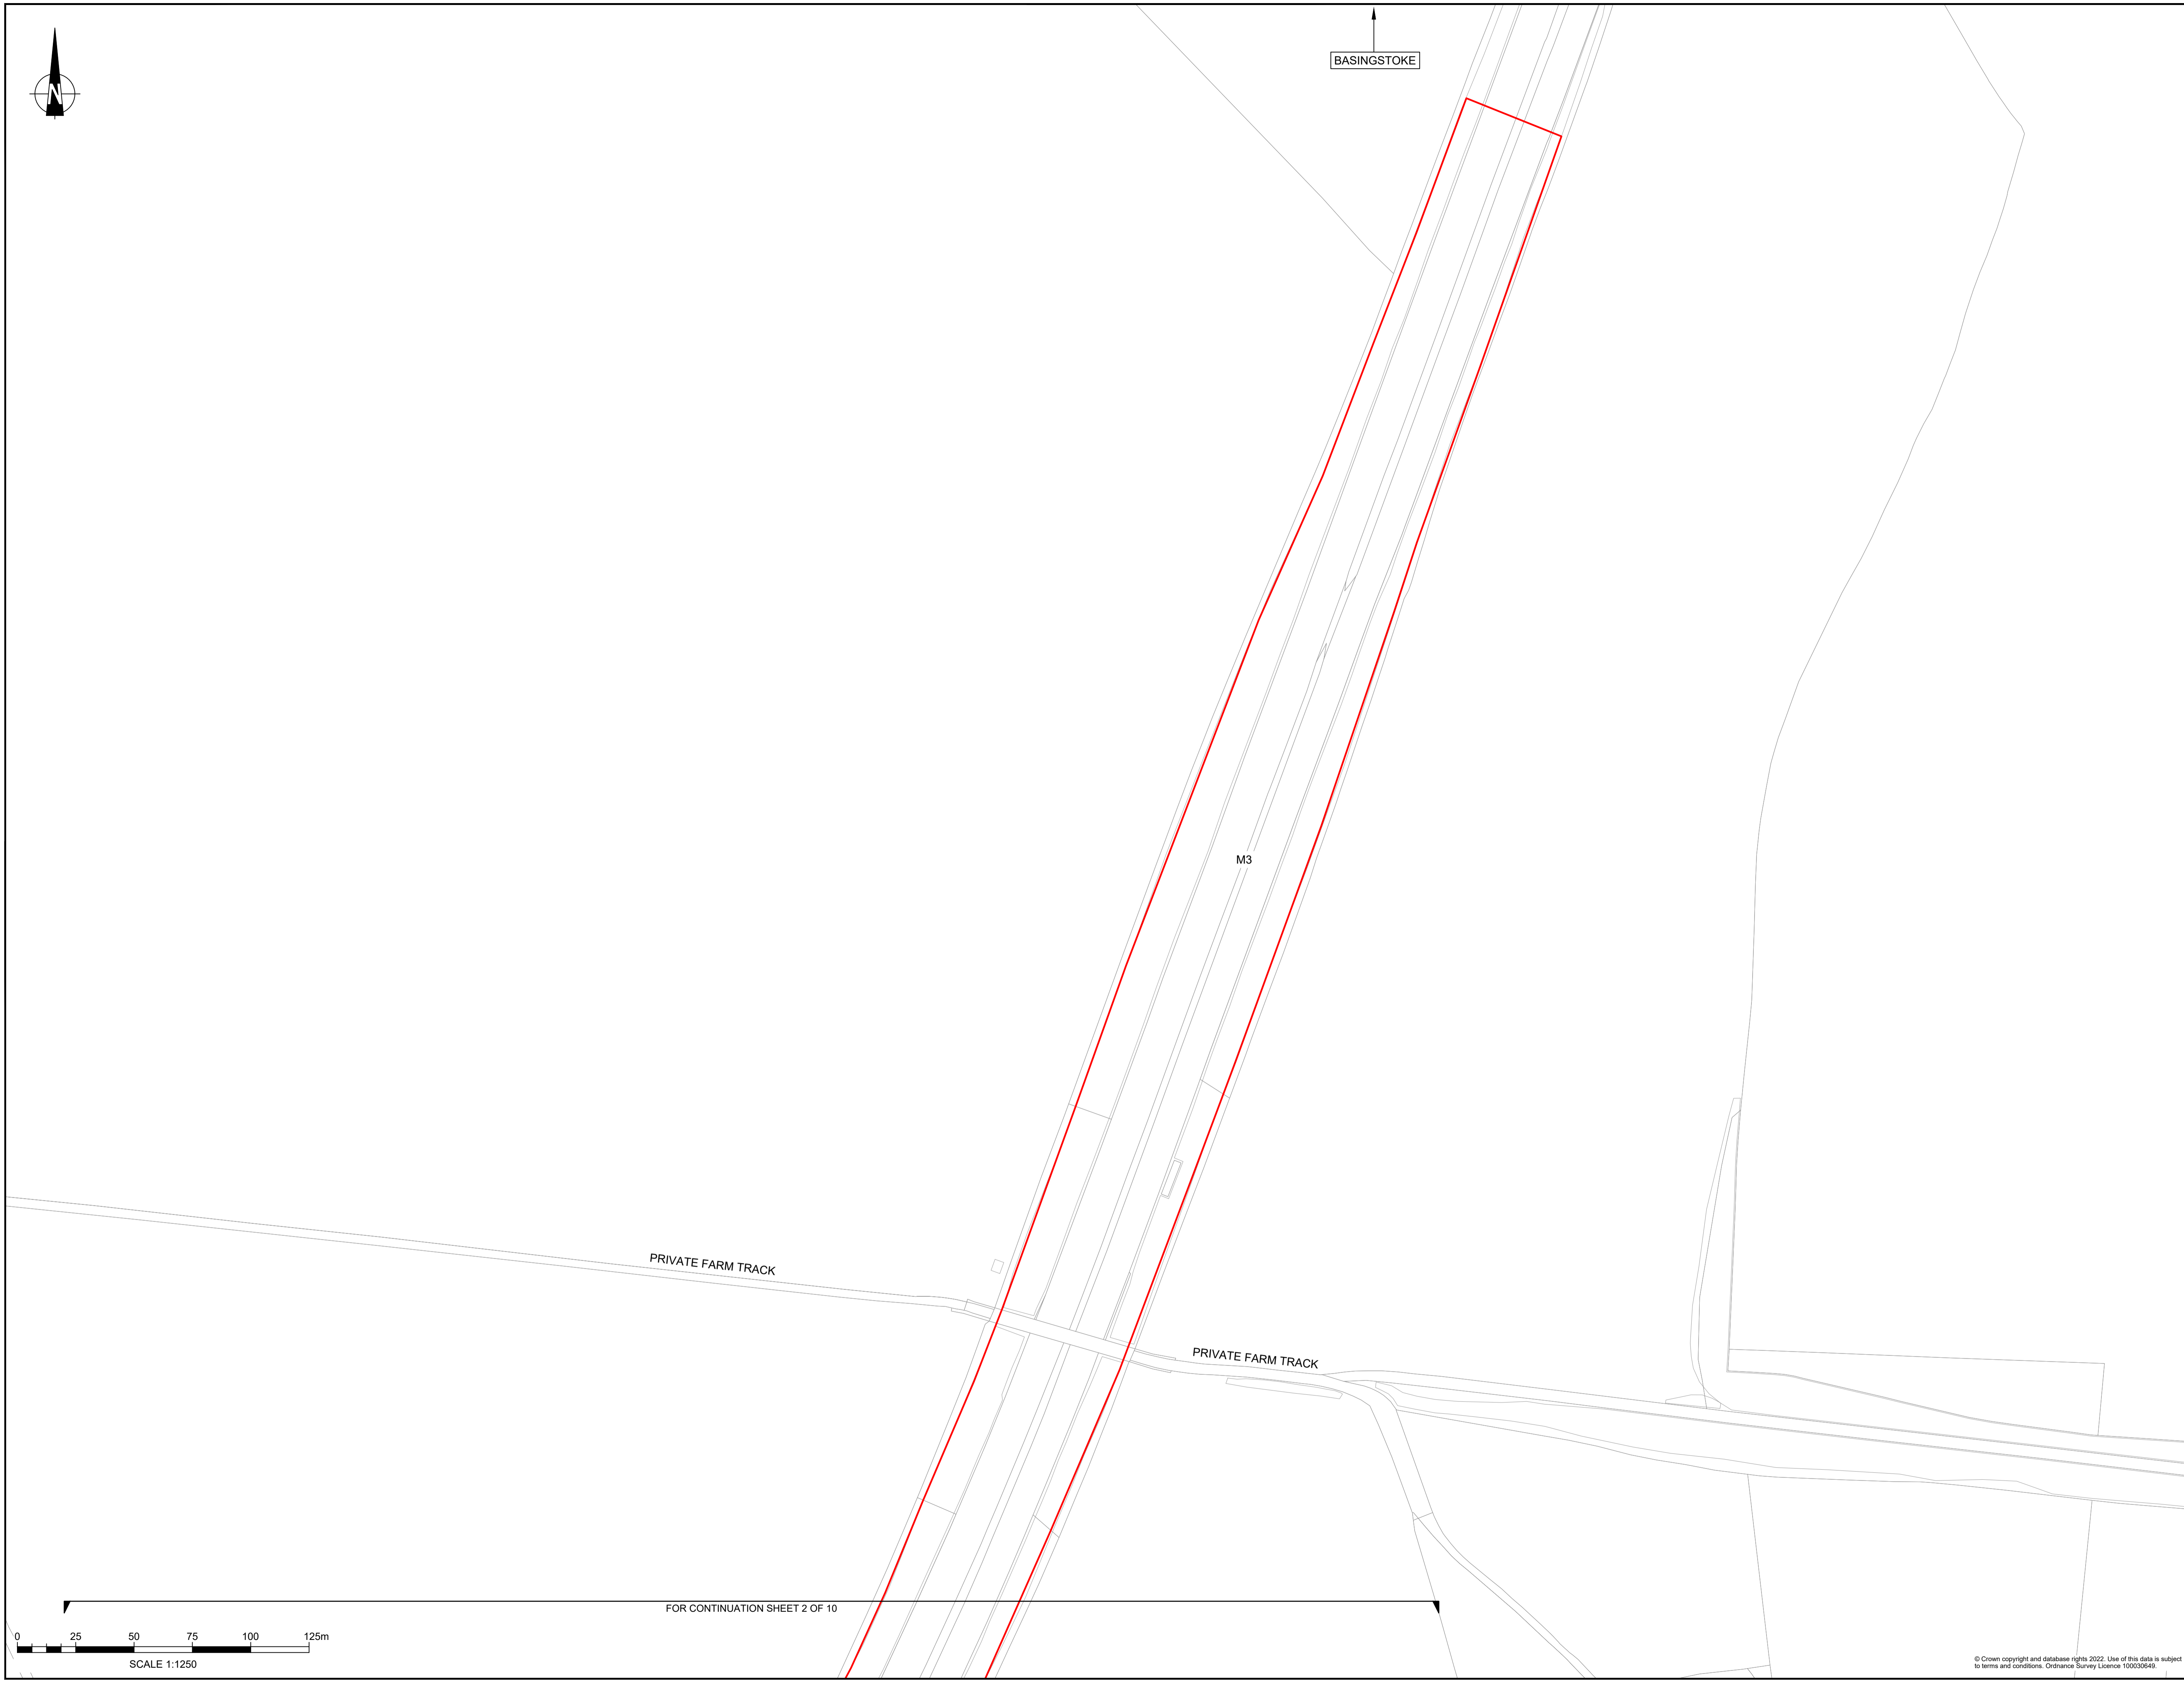 BASINGSTOKE
N
M3
PRIVATE FARM TRACK
PRIVATE FARM TRACK
FOR CONTINUATION SHEET 2 OF 10
0 25 50 75 100 125m
SCALE 1:1250
© Crown copyright and database rights 2022. Use of this data is subject
to terms and conditions. Ordnance Survey Licence 100030649.